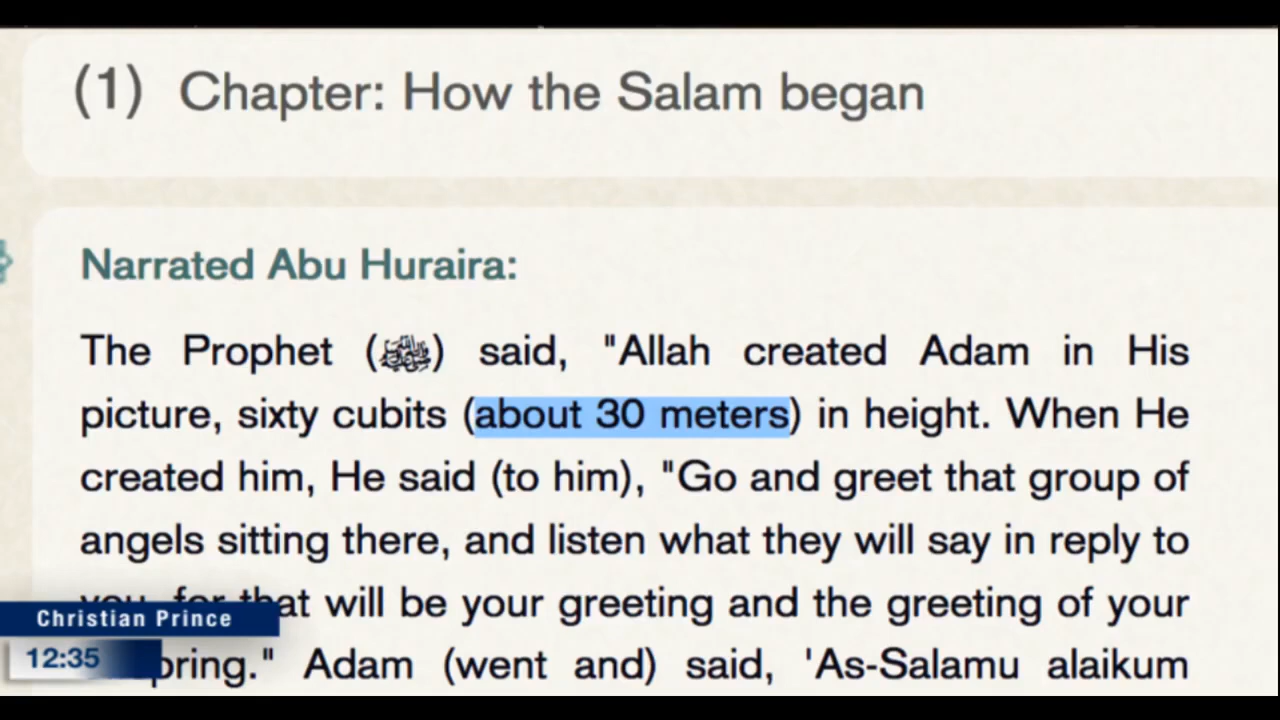 (1) Chapter: How the Salam began
Narrated Abu Huraira:
The Prophet (ﷺ) said, "Allah created Adam in His
picture, sixty cubits (about 30 meters) in height. When He
created him, He said (to him), "Go and greet that group of
angels sitting there, and listen what they will say in reply to
will be your greeting and the greeting of your
Christian Prince
Adam (went and) said, 'As-Salamu alaikum
12:35